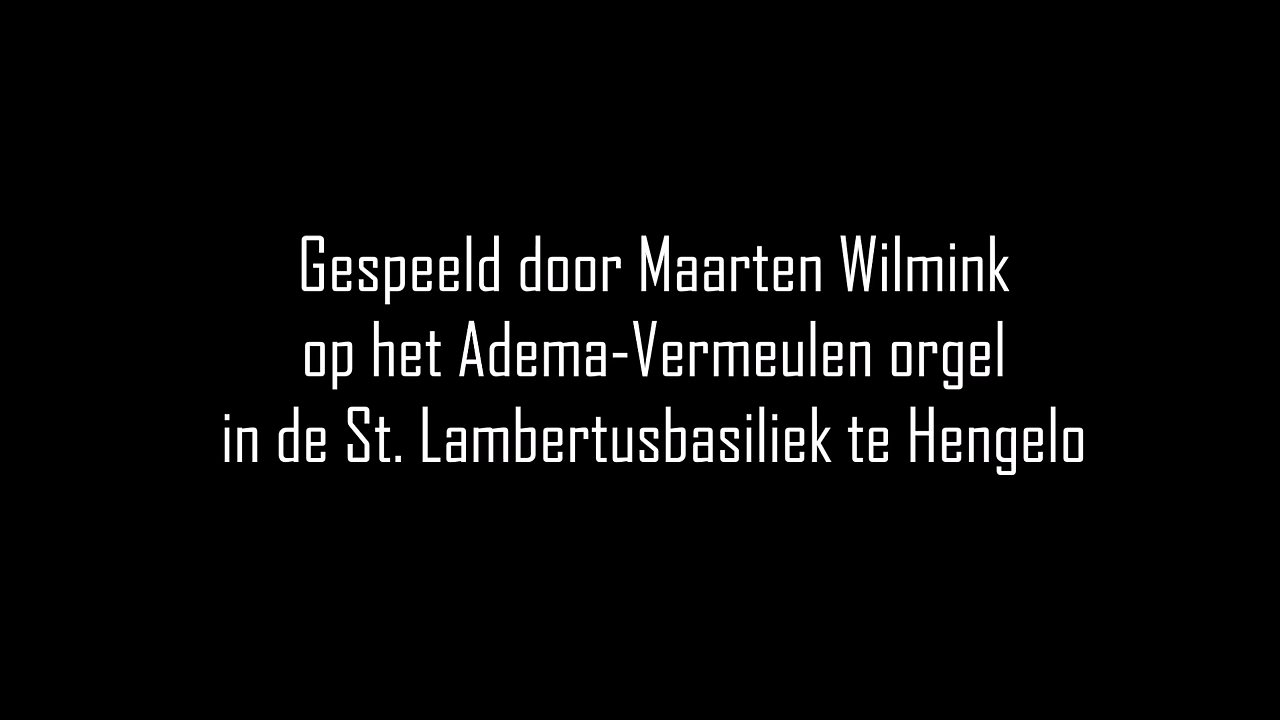 Gespeeld door Maarten Wilmink
op het Adema-Vermeulen orgel
in de St. Lambertusbasiliek te Hengelo